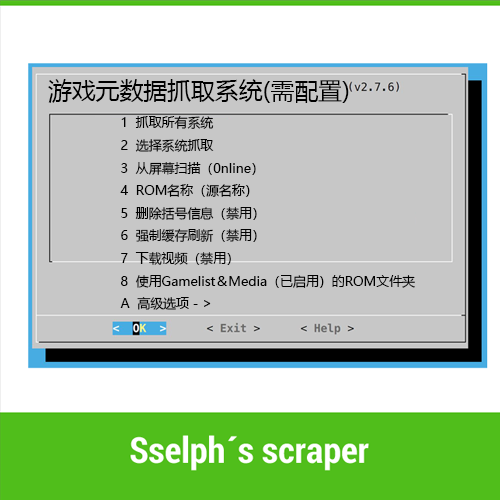 游戏元数据抓取系统(需配置)(v2.7.6)
1 抓取所有系统
2 选择系统抓取
3 从屏幕扫描（0nline）
4 ROM名称（源名称）
5 删除括号信息（禁用）
6 强制缓存刷新（禁用）
7 下载视频（禁用）
8 使用Gamelist＆Media（已启用）的ROM文件夹
A 高级选项 - >
< OK > < Exit > < Help >
Sselph´s scraper